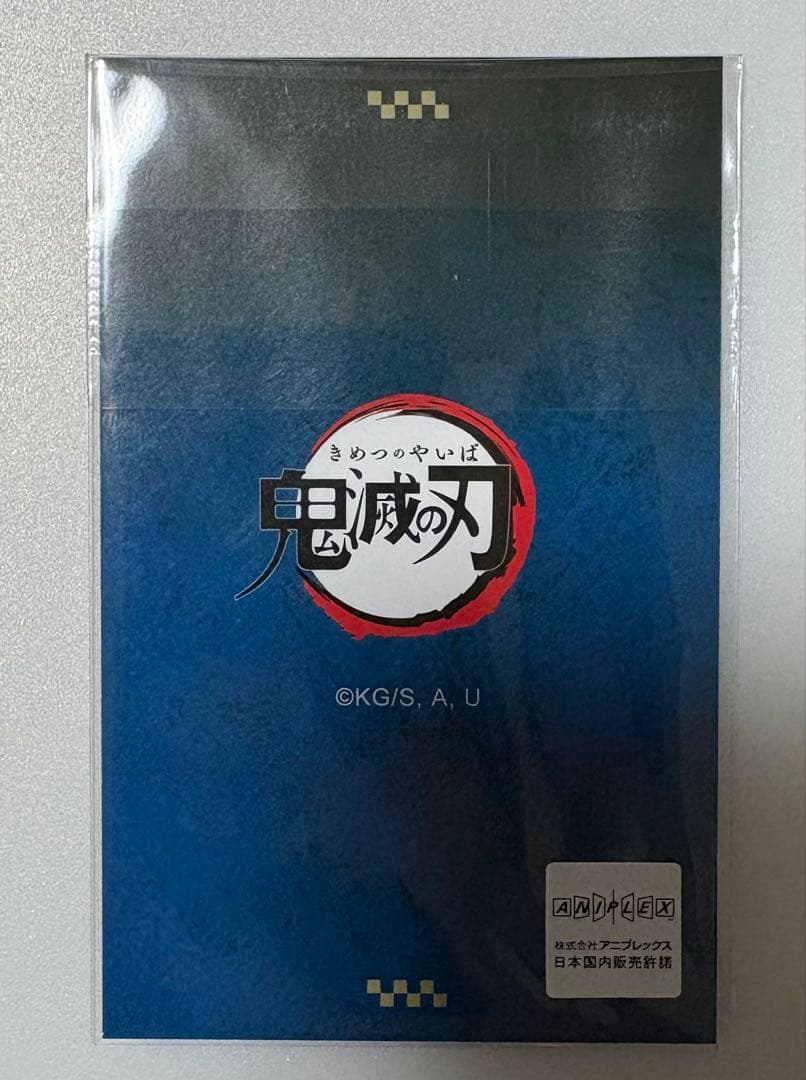 きめつのやいば
鬼滅の刃
©KG/S, A, U
ANIPLEX
株式会社アニプレックス
日本国内販売許諾